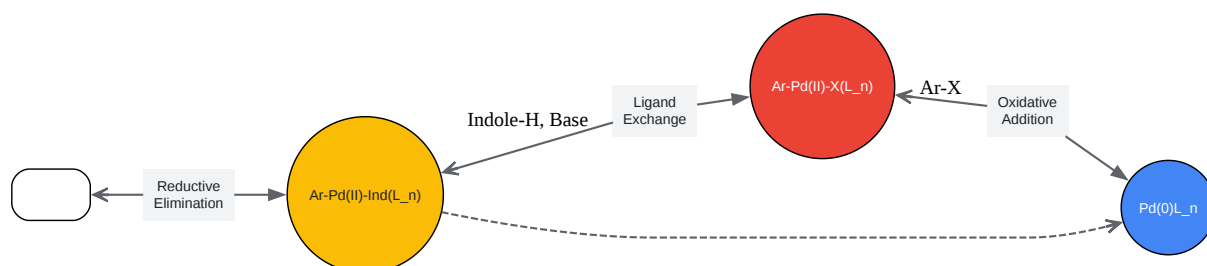 Reductive
Elimination
Ar-Pd(II)-Ind(L_n)
Indole-H, Base
Ligand
Exchange
Ar-Pd(II)-X(L_n)
Ar-X
Oxidative
Addition
Pd(0)L_n